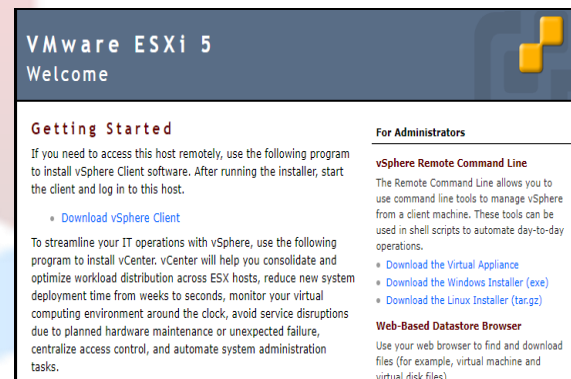 VMware ESXi 5
Welcome
Getting Started
If you need to access this host remotely, use the following program
to install vSphere Client software. After running the installer, start
the client and log in to this host.
Download vSphere Client
To streamline your IT operations with vSphere, use the following
program to install vCenter. vCenter will help you consolidate and
optimize workload distribution across ESX hosts, reduce new system
deployment time from weeks to seconds, monitor your virtual
computing environment around the clock, avoid service disruptions
due to planned hardware maintenance or unexpected failure,
centralize access control, and automate system administration
tasks.
For Administrators
vSphere Remote Command Line
The Remote Command Line allows you to
use command line tools to manage vSphere
from a client machine. These tools can be
used in shell scripts to automate day-to-day
operations.
Download the Virtual Appliance
Download the Windows Installer (exe)
Download the Linux Installer (tar.gz)
Web-Based Datastore Browser
Use your web browser to find and download
files (for example, virtual machine and
virtual disk files)